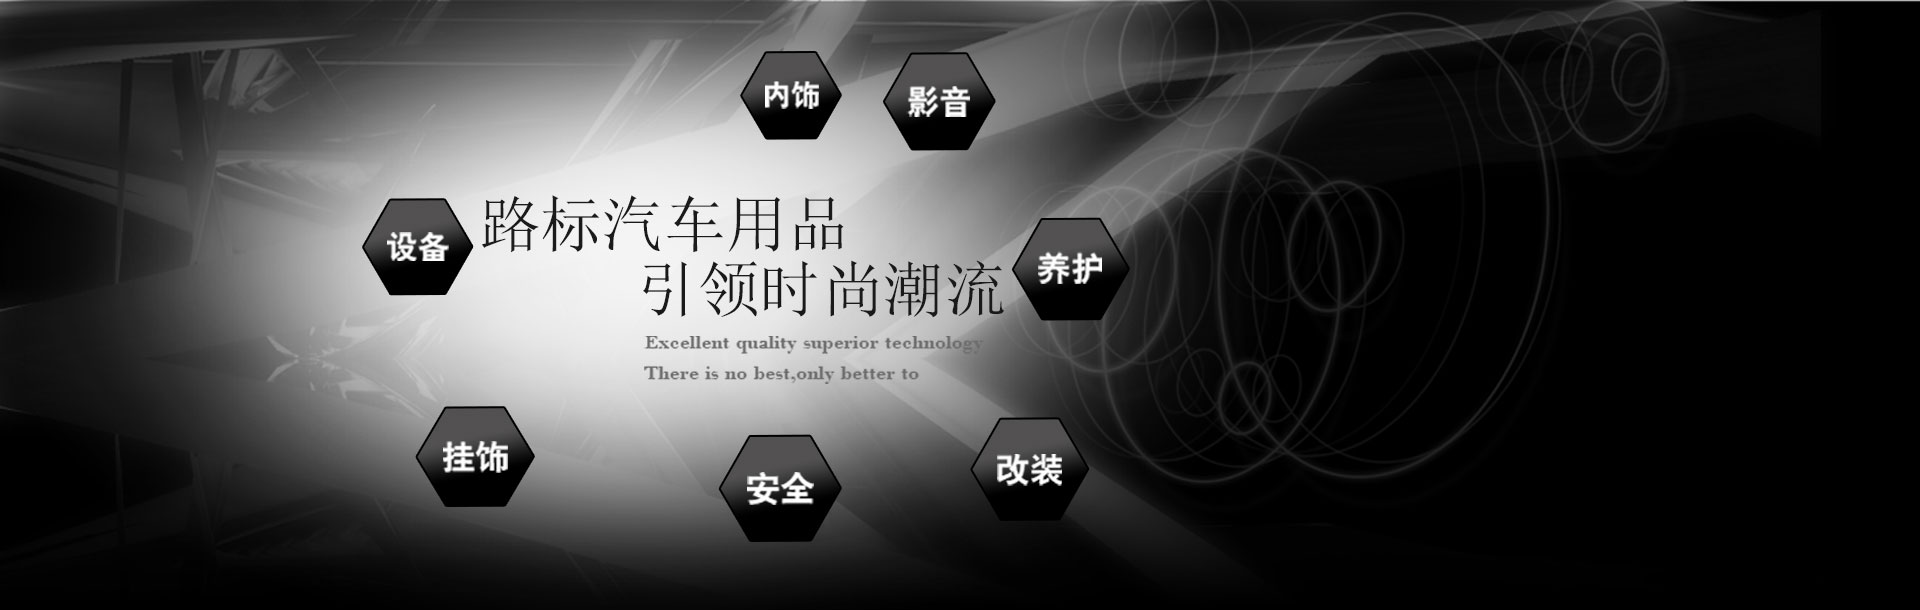 内饰
影音
设备
路标汽车用品
引领时尚潮流
养护
Excellent quality superior technology
There is no best,only better to
挂饰
安全
改装